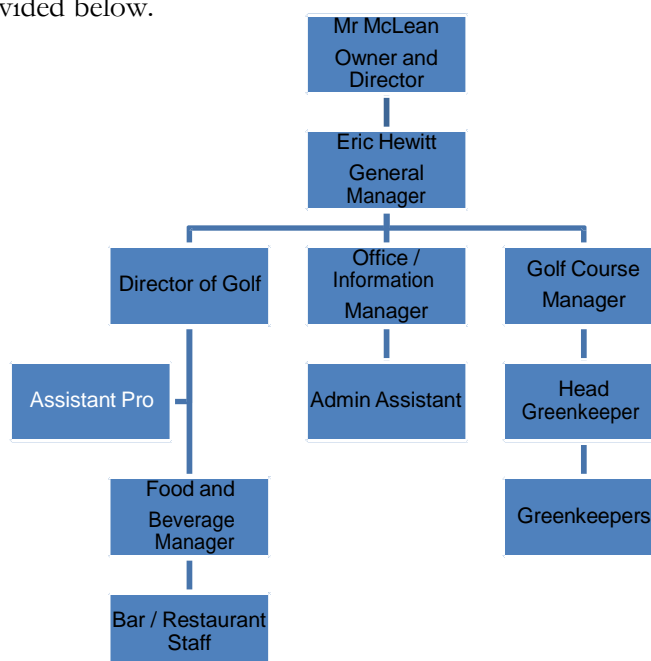 vided below.
Mr McLean
Owner and
Director
Eric Hewitt
General
Manager
Director of Golf
Office /
Information
Manager
Golf Course
Manager
Assistant Pro
Admin Assistant
Head
Greenkeeper
Food and
Beverage
Manager
Greenkeepers
Bar / Restaurant
Staff